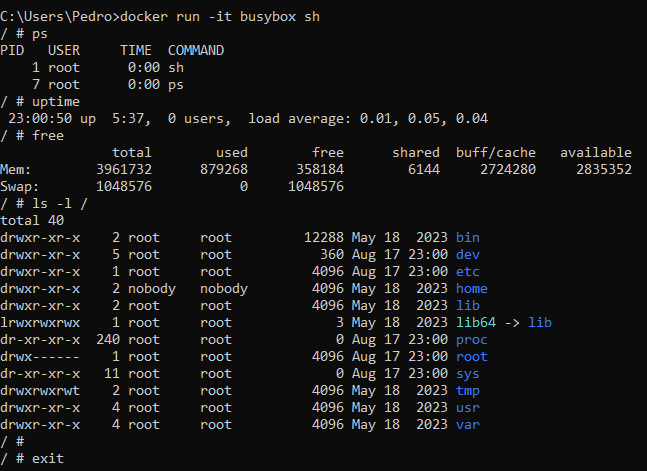 C:\Users\Pedro>docker run -it busybox sh
/ # ps
PID   USER     TIME  COMMAND
    1 root      0:00 sh
    7 root      0:00 ps
/ # uptime
 23:00:50 up  5:37,  0 users,  load average: 0.01, 0.05, 0.04
/ # free
              total        used        free      shared  buff/cache   available
Mem:        3961732      879268      358184        6144     2724280     2835352
Swap:       1048576           0     1048576
/ # ls -l /
total 40
drwxr-xr-x    2 root     root         12288 May 18  2023 bin
drwxr-xr-x    5 root     root           360 Aug 17 23:00 dev
drwxr-xr-x    1 root     root          4096 Aug 17 23:00 etc
drwxr-xr-x    2 nobody   nobody        4096 May 18  2023 home
drwxr-xr-x    2 root     root          4096 May 18  2023 lib
lrwxrwxrwx    1 root     root             3 May 18  2023 lib64 -> lib
dr-xr-xr-x  240 root     root             0 Aug 17 23:00 proc
drwx------    1 root     root          4096 Aug 17 23:00 root
dr-xr-xr-x   11 root     root             0 Aug 17 23:00 sys
drwxrwxrwt    2 root     root          4096 May 18  2023 tmp
drwxr-xr-x    4 root     root          4096 May 18  2023 usr
drwxr-xr-x    4 root     root          4096 May 18  2023 var
/ #
/ # exit